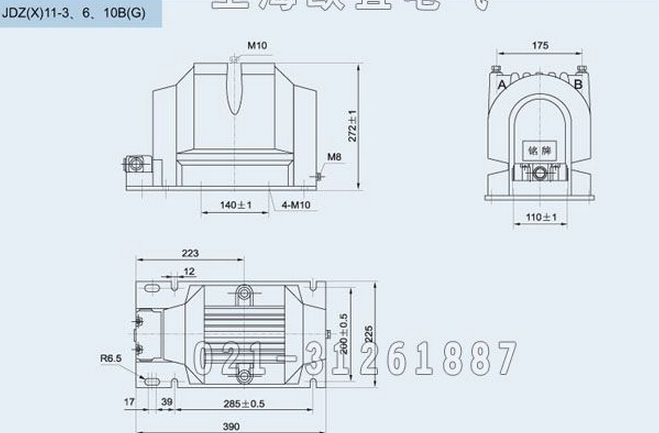 JDZ(X)11-3、6、10B(G)
M10
175
A
B
272±1
铭牌
M8
140±1
4-M10
110±1
223
12
200±0.5
225
021-31261887
R6.5
17
39
285±0.5
390